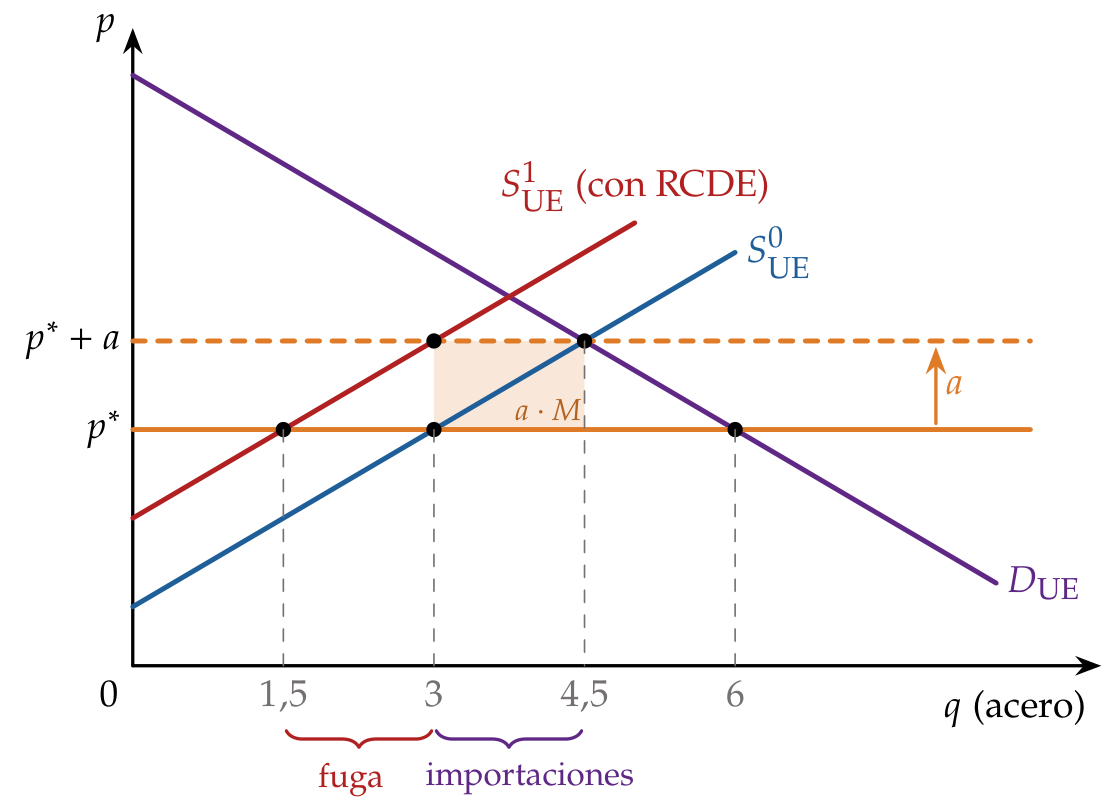 p
S¹UE (con RCDE)
S⁰UE
p* + a
a
a · M
p*
DUE
0
1,5
3
4,5
6
q (acero)
fuga
importaciones